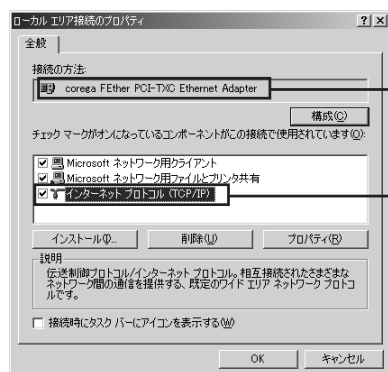 ローカル エリア接続のプロパティ
全般
接続の方法:
corega FEther PCI-TXC Ethernet Adapter
構成(C)
チェック マークがオンになっているコンポーネントがこの接続で使用されています(O):
Microsoft ネットワーク用クライアント
Microsoft ネットワーク用ファイルとプリンタ共有
インターネット プロトコル (TCP/IP)
インストール(I)... 削除(U) プロパティ(R)
説明
伝送制御プロトコル/インターネット プロトコル。相互接続されたさまざまな
ネットワーク間の通信を提供する、既定のワイド エリア ネットワーク プロトコ
ルです。
接続時にタスク バーにアイコンを表示する(W)
OK キャンセル